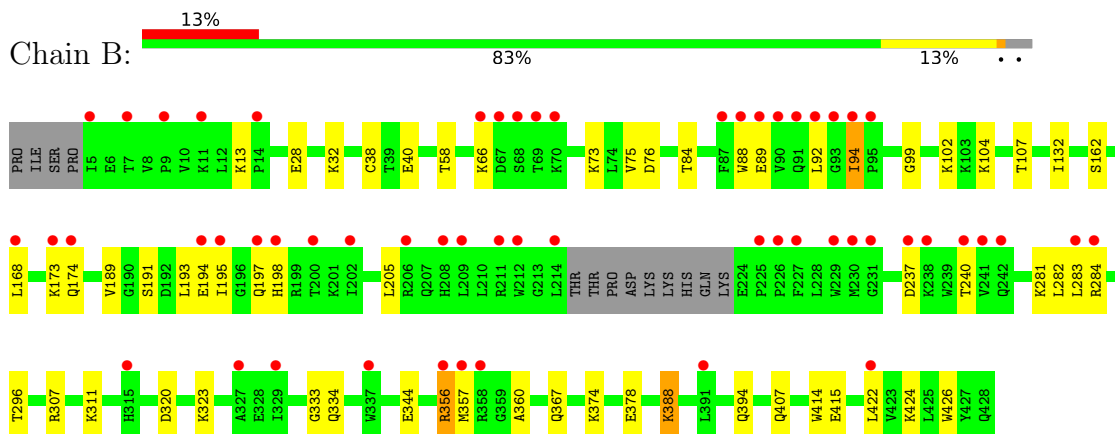 13%
Chain B:
83% 13% • •
PRO ILE SER PRO I5 E6 T7 V8 P9 V10 K11 L12 K13 P14 E28 K32 C38 T39 E40 T58 K66 D67 S68 T69 K70 K73 L74 V75 D76 T84 F87 W88 E89 V90 Q91 L92 G93 I94 P95 G99 K102 K103 K104 T107 I132 S162
L168 K173 Q174 V189 G190 S191 D192 L193 E194 I195 G196 Q197 H198 R199 T200 K201 I202 L205 R206 Q207 H208 L209 L210 R211 W212 G213 L214 THR THR PRO ASP LYS LYS HIS GLN LYS E224 P225 P226 F227 L228 W229 M230 G231 D237 K238 W239 T240 V241 Q242 K281 L282 L283 R284
T296 R307 K311 H315 D320 K323 A327 E328 I329 G333 Q334 W337 E344 R356 M357 R358 G359 A360 Q367 K374 E378 K388 L391 Q394 Q407 W414 E415 L422 V423 K424 L425 W426 Y427 Q428